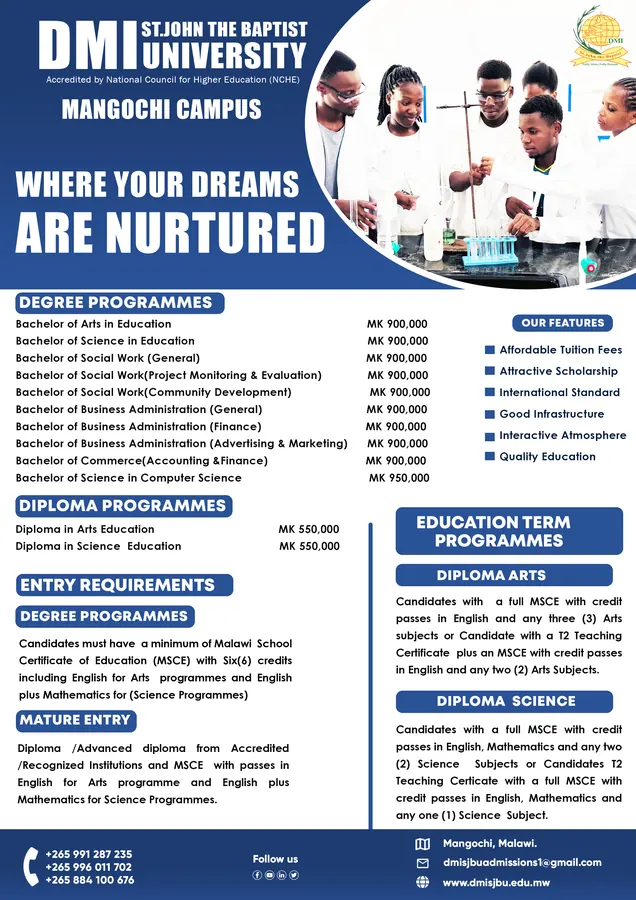 DMI ST.JOHN THE BAPTIST
UNIVERSITY
Accredited by National Council for Higher Education (NCHE)
MANGOCHI CAMPUS
DMI
WHERE YOUR DREAMS
ARE NURTURED
DEGREE PROGRAMMES
Bachelor of Arts in Education MK 900,000
Bachelor of Science in Education MK 900,000
Bachelor of Social Work (General) MK 900,000
Bachelor of Social Work(Project Monitoring & Evaluation) MK 900,000
Bachelor of Social Work(Community Development) MK 900,000
Bachelor of Business Administration (General) MK 900,000
Bachelor of Business Administration (Finance) MK 900,000
Bachelor of Business Administration (Advertising & Marketing) MK 900,000
Bachelor of Commerce(Accounting &Finance) MK 900,000
Bachelor of Science in Computer Science MK 950,000
OUR FEATURES
Affordable Tuition Fees
Attractive Scholarship
International Standard
Good Infrastructure
Interactive Atmosphere
Quality Education
DIPLOMA PROGRAMMES
Diploma in Arts Education MK 550,000
Diploma in Science Education MK 550,000
ENTRY REQUIREMENTS
DEGREE PROGRAMMES
Candidates must have a minimum of Malawi School
Certificate of Education (MSCE) with Six(6) credits
including English for Arts programmes and English
plus Mathematics for (Science Programmes)
MATURE ENTRY
Diploma /Advanced diploma from Accredited
/Recognized Institutions and MSCE with passes in
English for Arts programme and English plus
Mathematics for Science Programmes.
EDUCATION TERM
PROGRAMMES
DIPLOMA ARTS
Candidates with a full MSCE with credit
passes in English and any three (3) Arts
subjects or Candidate with a T2 Teaching
Certificate plus an MSCE with credit passes
in English and any two (2) Arts Subjects.
DIPLOMA SCIENCE
Candidates with a full MSCE with credit
passes in English, Mathematics and any two
(2) Science Subjects or Candidates T2
Teaching Certicate with a full MSCE with
credit passes in English, Mathematics and
any one (1) Science Subject.
+265 991 287 235
+265 996 011 702
+265 884 100 676
Follow us
Mangochi, Malawi.
dmisjbuadmissions1@gmail.com
www.dmisjbu.edu.mw